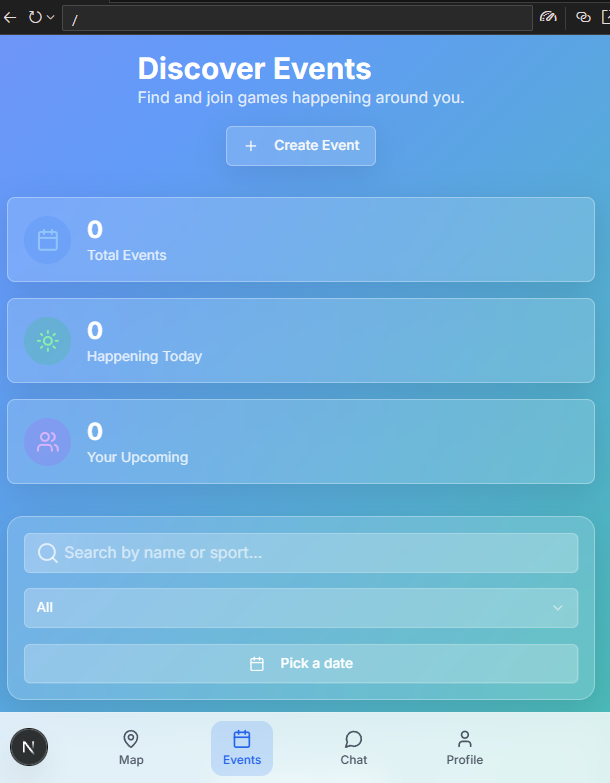 /
Discover Events
Find and join games happening around you.
Create Event
0
Total Events
0
Happening Today
0
Your Upcoming
Search by name or sport...
All
Pick a date
N
Map
Events
Chat
Profile